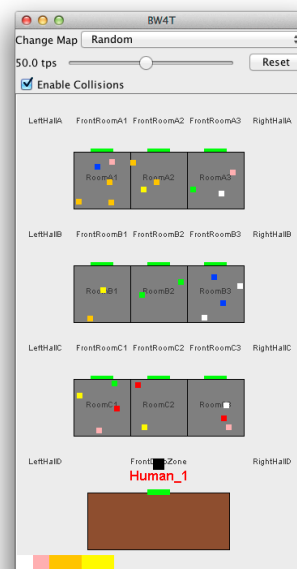 BW4T
Change Map Random
50.0 tps Reset
Enable Collisions
LeftHallA FrontRoomA1 FrontRoomA2 FrontRoomA3 RightHallA
RoomA1 RoomA2 RoomA3
LeftHallB FrontRoomB1 FrontRoomB2 FrontRoomB3 RightHallB
RoomB1 RoomB2 RoomB3
LeftHallC FrontRoomC1 FrontRoomC2 FrontRoomC3 RightHallC
RoomC1 RoomC2
LeftHallD RightHallD
Human_1